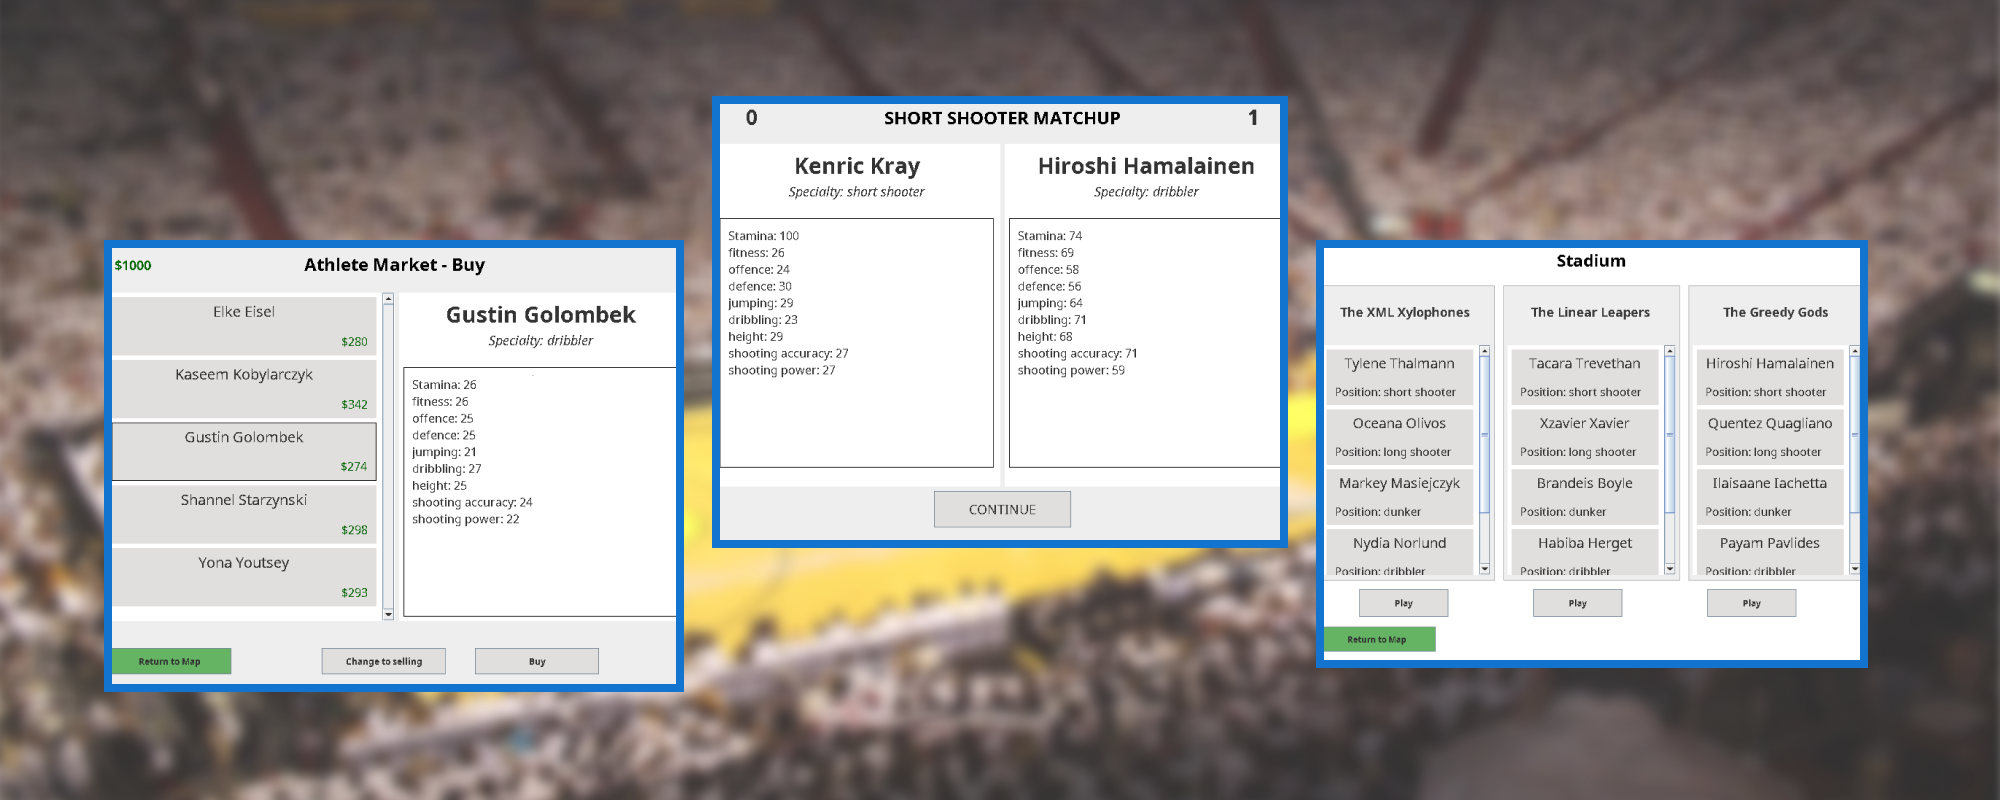 $1000
Athlete Market - Buy
Elke Eisel
$280
Kaseem Kobylarczyk
$342
Gustin Golombek
$274
Shannel Starzynski
$298
Yona Youtsey
$293
Gustin Golombek
Specialty: dribbler
Stamina: 26
fitness: 26
offence: 25
defence: 25
jumping: 21
dribbling: 27
height: 25
shooting accuracy: 24
shooting power: 22
Return to Map
Change to selling
Buy
0
SHORT SHOOTER MATCHUP
1
Kenric Kray
Specialty: short shooter
Stamina: 100
fitness: 26
offence: 24
defence: 30
jumping: 29
dribbling: 23
height: 29
shooting accuracy: 27
shooting power: 27
Hiroshi Hamalainen
Specialty: dribbler
Stamina: 74
fitness: 69
offence: 58
defence: 56
jumping: 64
dribbling: 71
height: 68
shooting accuracy: 71
shooting power: 59
CONTINUE
Stadium
The XML Xylophones
Tylene Thalmann
Position: short shooter
Oceana Olivos
Position: long shooter
Markey Masiejczyk
Position: dunker
Nydia Norlund
Position: dribbler
Play
The Linear Leapers
Tacara Trevethan
Position: short shooter
Xzavier Xavier
Position: long shooter
Brandeis Boyle
Position: dunker
Habiba Herget
Position: dribbler
Play
The Greedy Gods
Hiroshi Hamalainen
Position: short shooter
Quentez Quagliano
Position: long shooter
Ilaisaane Iachetta
Position: dunker
Payam Pavlides
Position: dribbler
Play
Return to Map